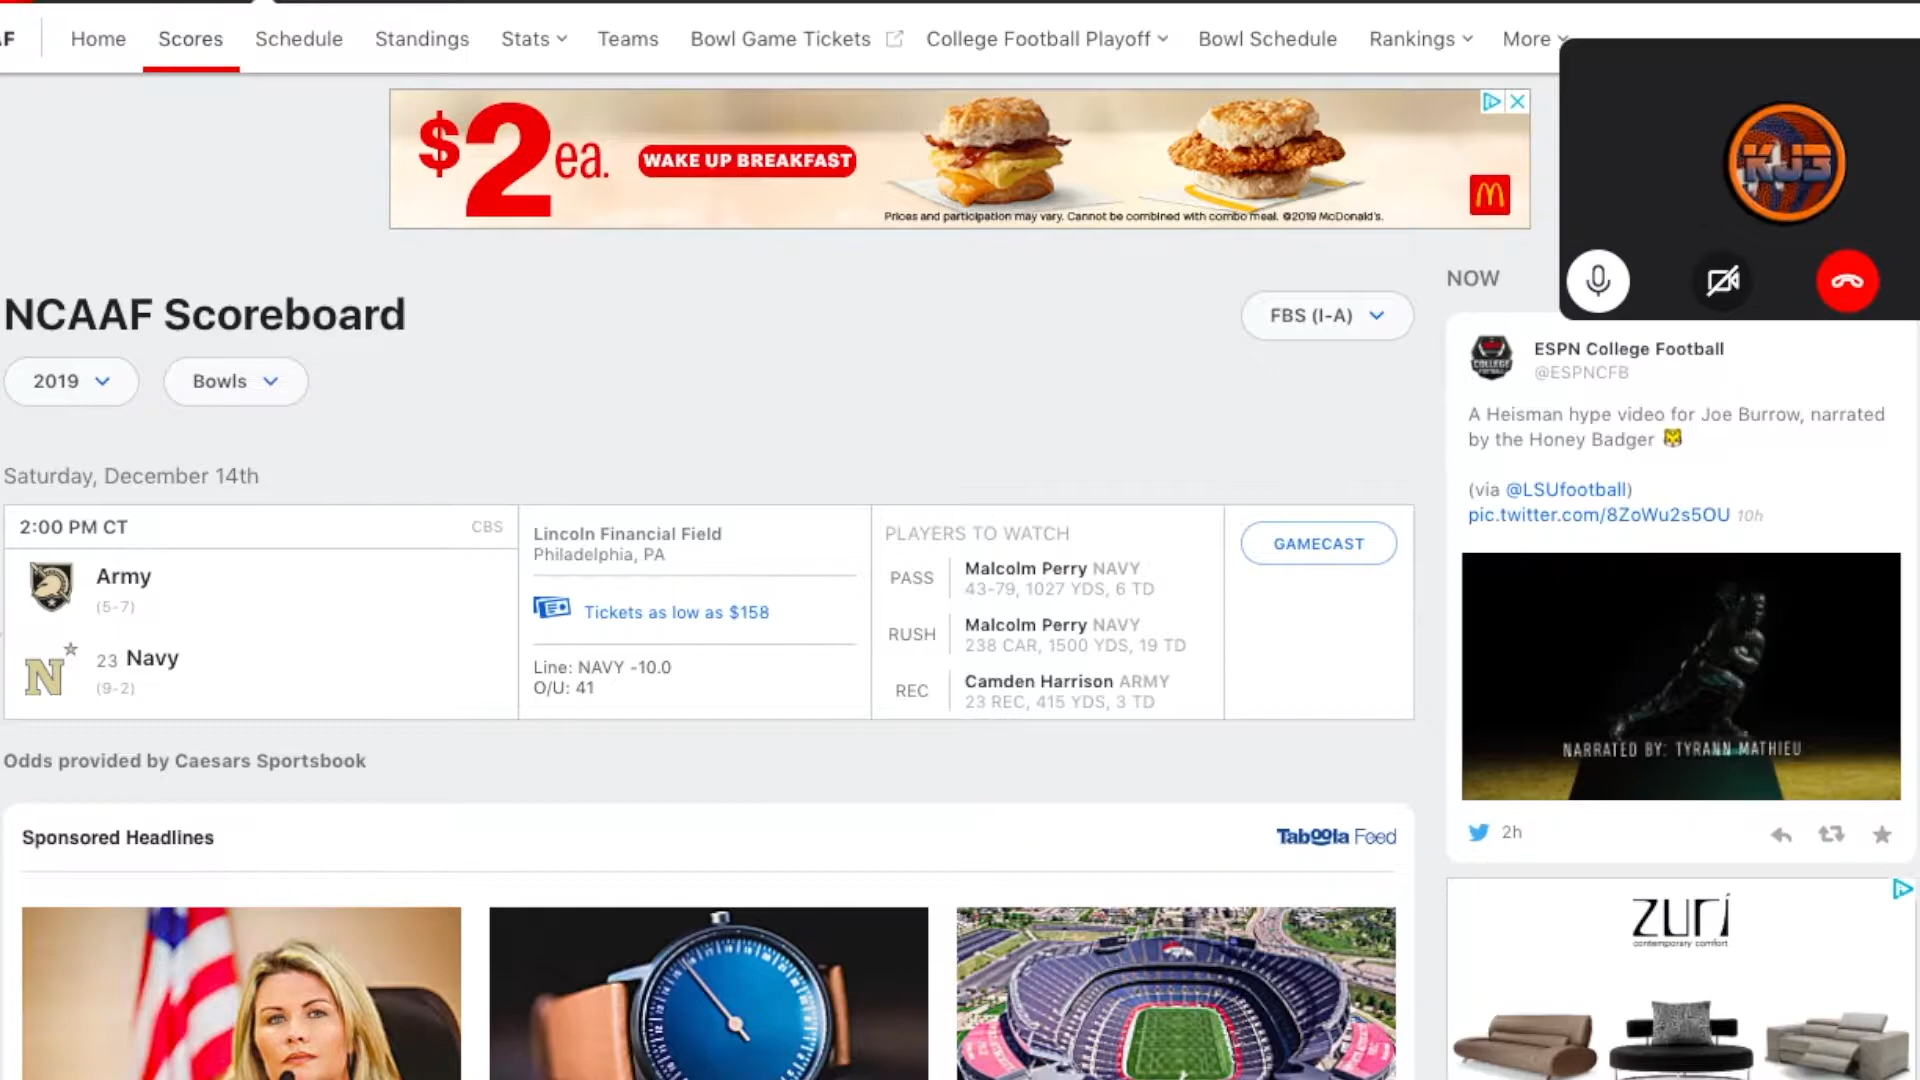 F
Home
Scores
Schedule
Standings
Stats
Teams
Bowl Game Tickets
College Football Playoff
Bowl Schedule
Rankings
More
$2 ea.
WAKE UP BREAKFA$T
Prices and participation may vary. Cannot be combined with combo meal. ©2019 McDonald's.
KJ3
NCAAF Scoreboard
FBS (I-A)
2019
Bowls
Saturday, December 14th
2:00 PM CT
CBS
Army
(5-7)
23 Navy
(9-2)
Lincoln Financial Field
Philadelphia, PA
Tickets as low as $158
Line: NAVY -10.0
O/U: 41
PLAYERS TO WATCH
PASS
Malcolm Perry NAVY
43-79, 1027 YDS, 6 TD
RUSH
Malcolm Perry NAVY
238 CAR, 1500 YDS, 19 TD
REC
Camden Harrison ARMY
23 REC, 415 YDS, 3 TD
GAMECAST
Odds provided by Caesars Sportsbook
Sponsored Headlines
Taboola Feed
NOW
ESPN College Football
@ESPNCFB
A Heisman hype video for Joe Burrow, narrated
by the Honey Badger
(via @LSUfootball)
pic.twitter.com/8ZoWu2s5OU 10h
NARRATED BY: TYRANN MATHIEU
2h
zuri
contemporary comfort